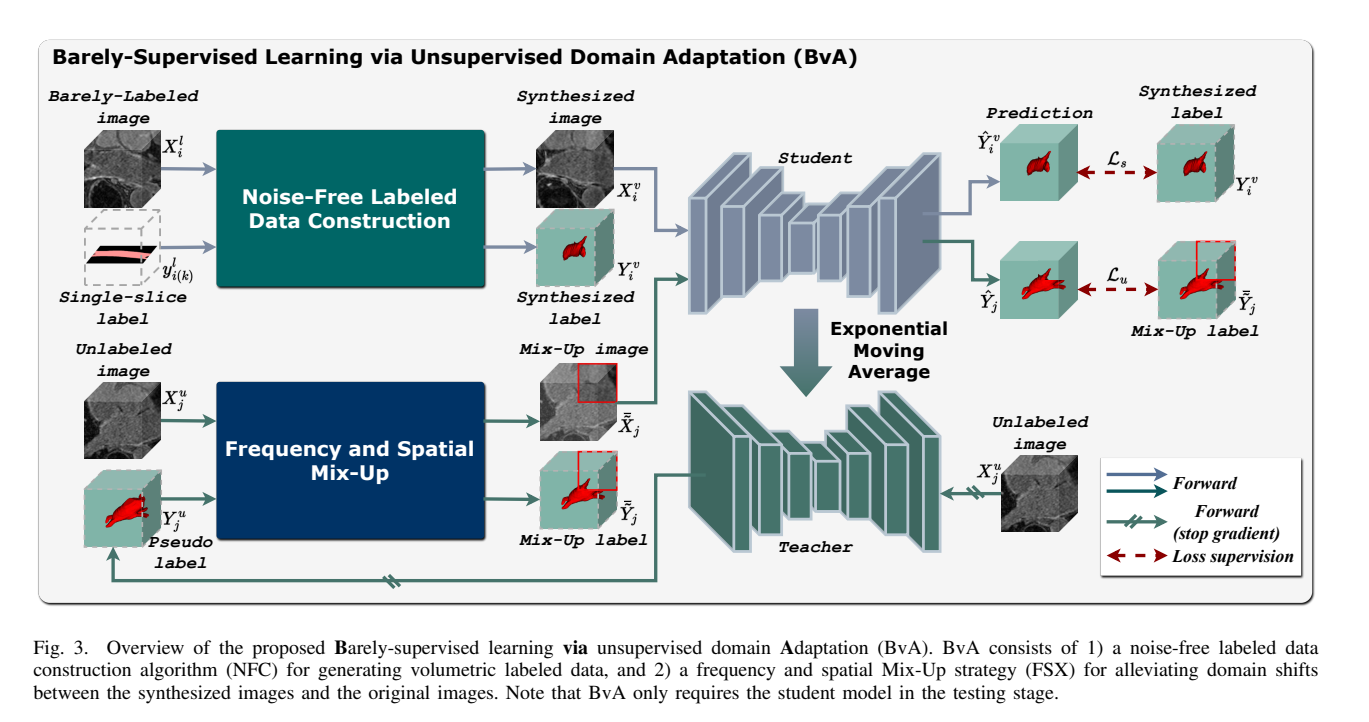 Barely-Supervised Learning via Unsupervised Domain Adaptation (BvA)
Barely-Labeled
image
X_i^l
Single-slice
label
y_{i(k)}^l
Noise-Free Labeled
Data Construction
Synthesized
image
X_i^v
Y_i^v
Synthesized
label
Student
Prediction
Ŷ_i^v
L_s
Synthesized
label
Y_i^v
Ŷ_j
L_u
Ȳ̃_j
Mix-Up label
Exponential
Moving
Average
Unlabeled
image
X_j^u
Y_j^u
Pseudo
label
Frequency and Spatial
Mix-Up
Mix-Up image
X̄̃_j
Ȳ̃_j
Mix-Up label
Teacher
Unlabeled
image
X_j^u
Forward
Forward
(stop gradient)
Loss supervision
Fig. 3. Overview of the proposed Barely-supervised learning via unsupervised domain Adaptation (BvA). BvA consists of 1) a noise-free labeled data
construction algorithm (NFC) for generating volumetric labeled data, and 2) a frequency and spatial Mix-Up strategy (FSX) for alleviating domain shifts
between the synthesized images and the original images. Note that BvA only requires the student model in the testing stage.